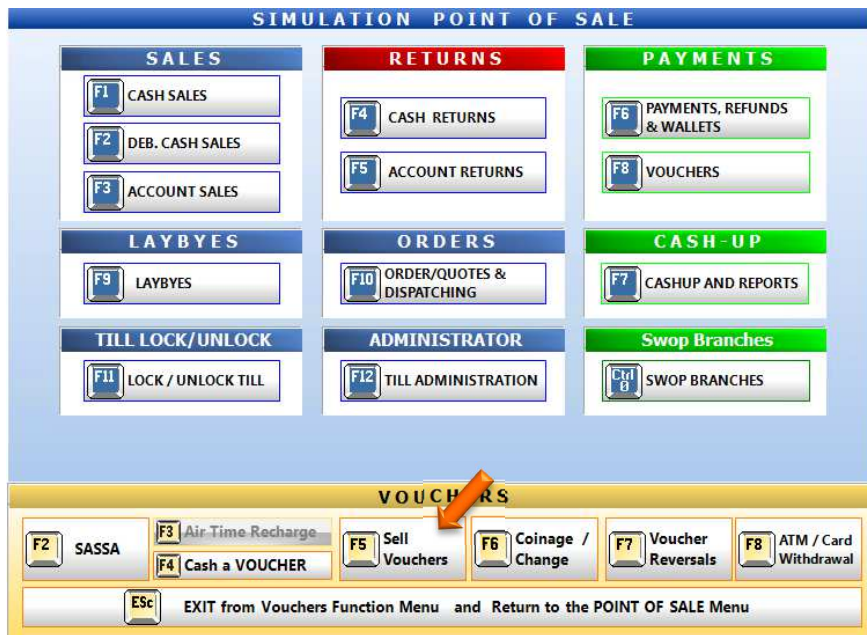 SIMULATION POINT OF SALE
SALES
F1 CASH SALES
F2 DEB. CASH SALES
F3 ACCOUNT SALES
RETURNS
F4 CASH RETURNS
F5 ACCOUNT RETURNS
PAYMENTS
F6 PAYMENTS, REFUNDS
& WALLETS
F8 VOUCHERS
LAYBYES
F9 LAYBYES
ORDERS
F10 ORDER/QUOTES &
DISPATCHING
CASH-UP
F7 CASHUP AND REPORTS
TILL LOCK/UNLOCK
F11 LOCK / UNLOCK TILL
ADMINISTRATOR
F12 TILL ADMINISTRATION
Swop Branches
Ctrl
0
SWOP BRANCHES
VOUCHERS
F2 SASSA
F3 Air Time Recharge
F4 Cash a VOUCHER
F5 Sell
Vouchers
F6 Coinage /
Change
F7 Voucher
Reversals
F8 ATM / Card
Withdrawal
ESc EXIT from Vouchers Function Menu and Return to the POINT OF SALE Menu